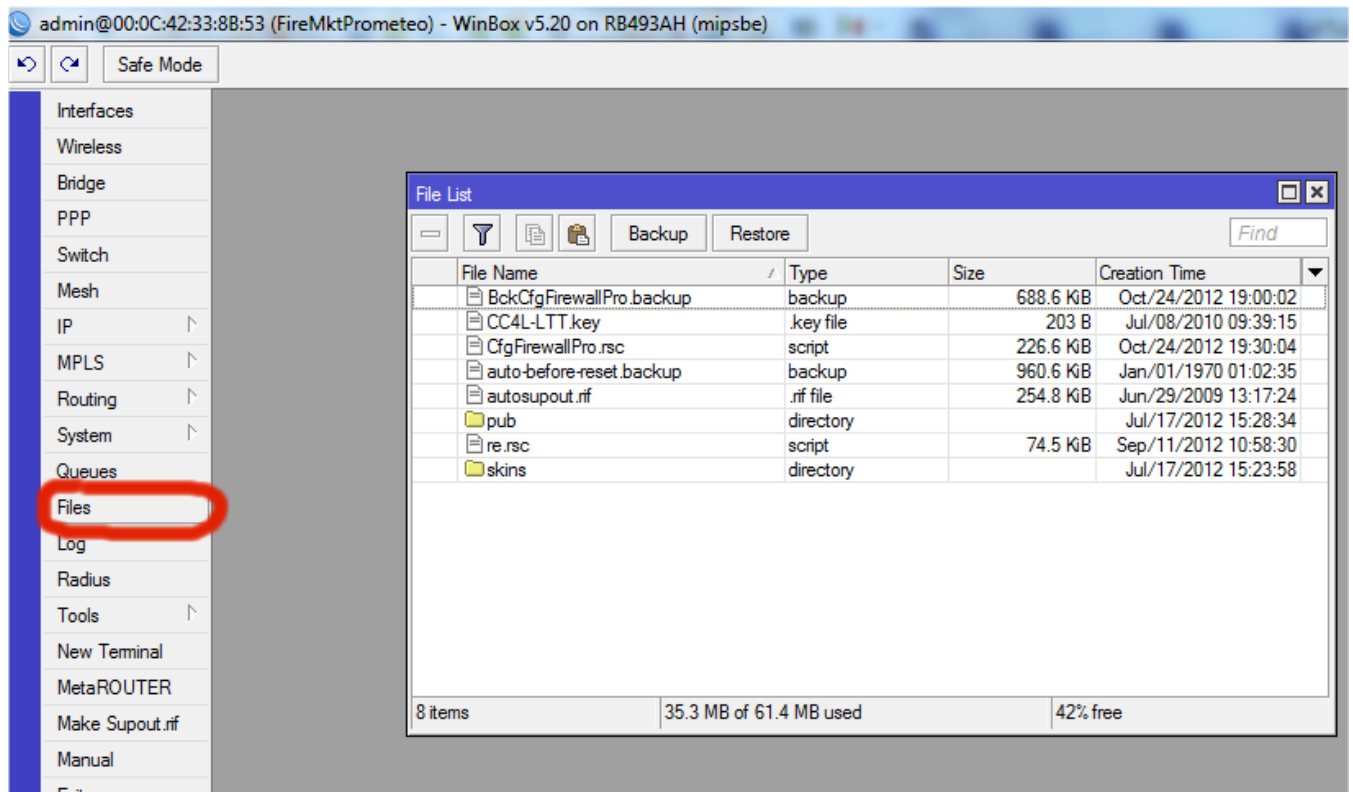 admin@00:0C:42:33:8B:53 (FireMktPrometeo) - WinBox v5.20 on RB493AH (mipsbe)
Safe Mode
Interfaces
Wireless
Bridge
PPP
Switch
Mesh
IP
MPLS
Routing
System
Queues
Files
Log
Radius
Tools
New Terminal
MetaROUTER
Make Supout.rif
Manual
File List
Backup Restore Find
File Name Type Size Creation Time
BckCfgFirewallPro.backup backup 688.6 KiB Oct/24/2012 19:00:02
CC4L-LTT.key .key file 203 B Jul/08/2010 09:39:15
CfgFirewallPro.rsc script 226.6 KiB Oct/24/2012 19:30:04
auto-before-reset.backup backup 960.6 KiB Jan/01/1970 01:02:35
autosupout.rif .rif file 254.8 KiB Jun/29/2009 13:17:24
pub directory Jul/17/2012 15:28:34
re.rsc script 74.5 KiB Sep/11/2012 10:58:30
skins directory Jul/17/2012 15:23:58
8 items 35.3 MB of 61.4 MB used 42% free